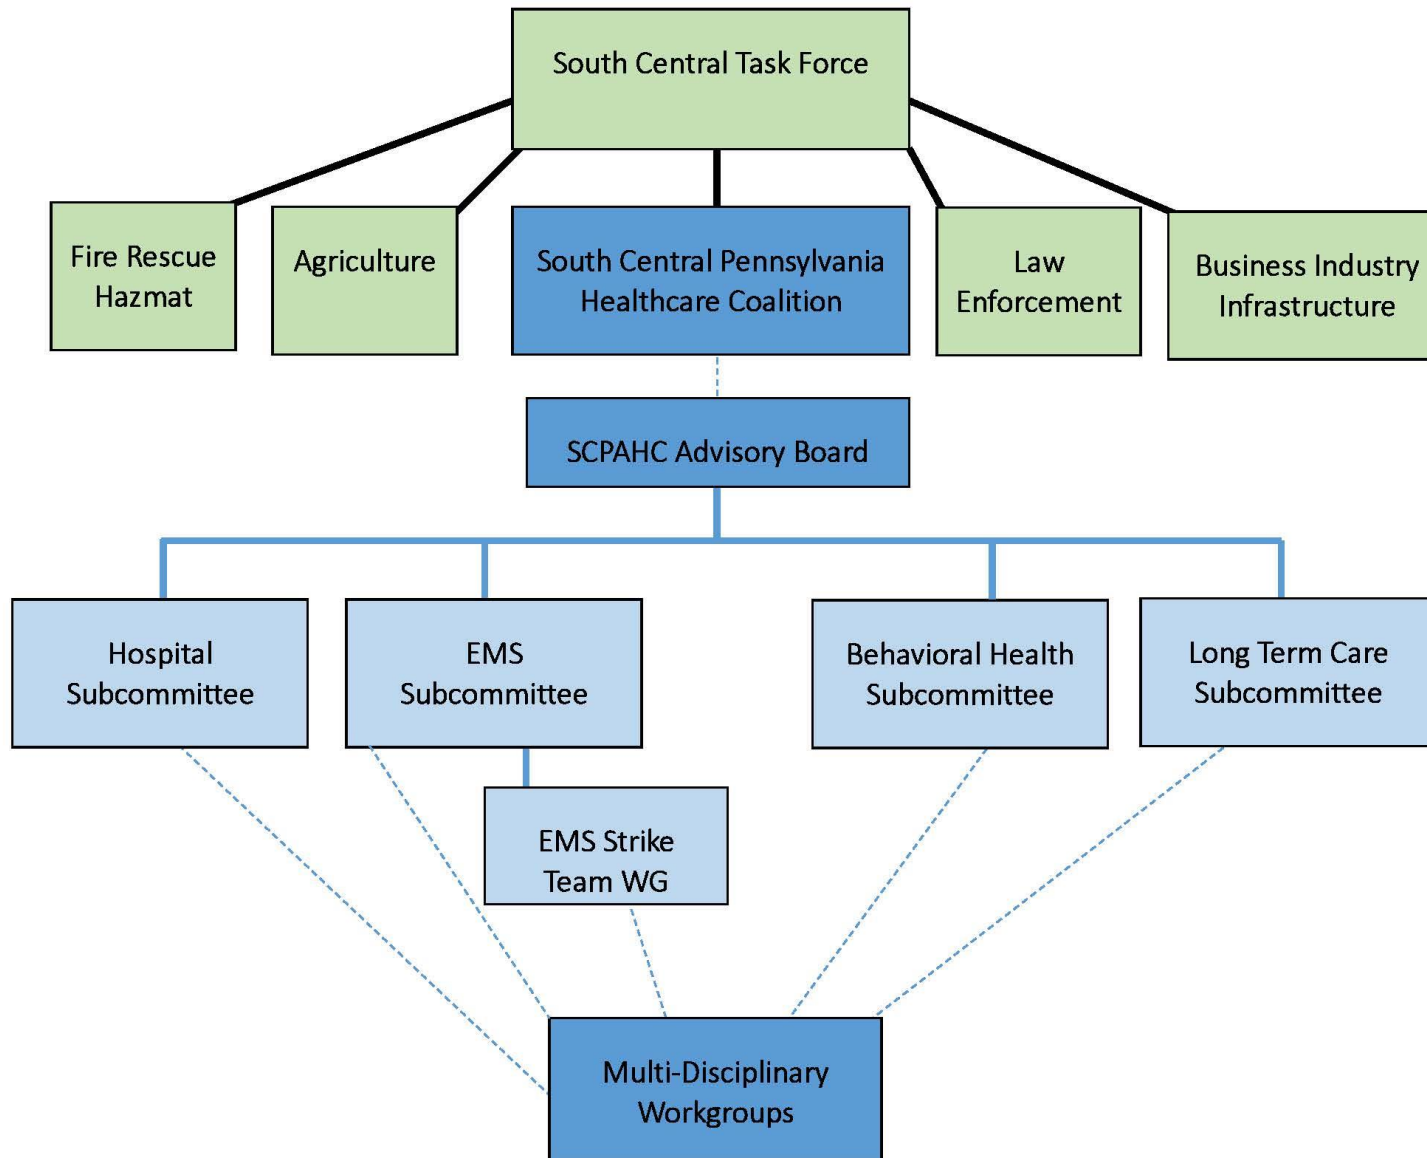 South Central Task Force
Fire Rescue
Hazmat
Agriculture
South Central Pennsylvania
Healthcare Coalition
Law
Enforcement
Business Industry
Infrastructure
SCPAHC Advisory Board
Hospital
Subcommittee
EMS
Subcommittee
Behavioral Health
Subcommittee
Long Term Care
Subcommittee
EMS Strike
Team WG
Multi-Disciplinary
Workgroups